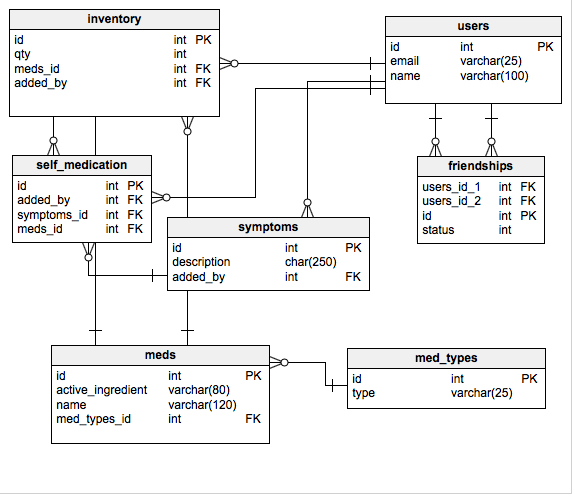 inventory
id int PK
qty int
meds_id int FK
added_by int FK
users
id int PK
email varchar(25)
name varchar(100)
self_medication
id int PK
added_by int FK
symptoms_id int FK
meds_id int FK
friendships
users_id_1 int FK
users_id_2 int FK
id int PK
status int
symptoms
id int PK
description char(250)
added_by int FK
meds
id int PK
active_ingredient varchar(80)
name varchar(120)
med_types_id int FK
med_types
id int PK
type varchar(25)